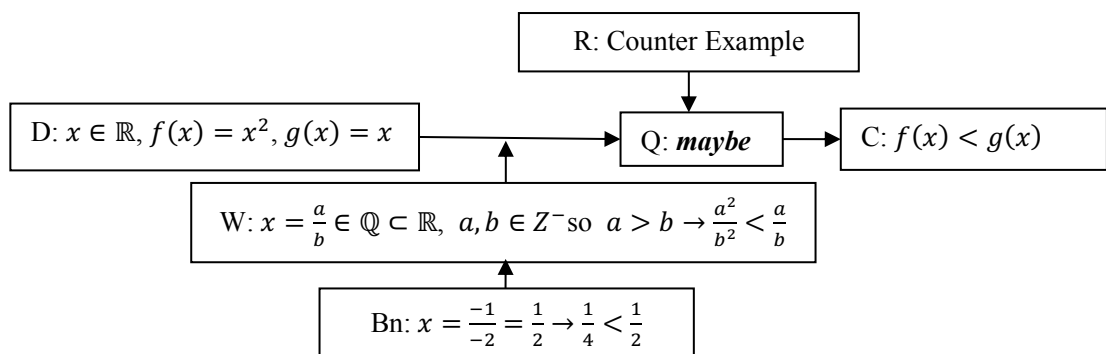 R: Counter Example
D: 𝑥 ∈ ℝ, 𝑓(𝑥) = 𝑥², 𝑔(𝑥) = 𝑥
Q: maybe
C: 𝑓(𝑥) < 𝑔(𝑥)
W: 𝑥 = a/b ∈ ℚ ⊂ ℝ, 𝑎, 𝑏 ∈ 𝑍⁻so 𝑎 > 𝑏 → a²/b² < a/b
Bn: 𝑥 = −1/−2 = 1/2 → 1/4 < 1/2